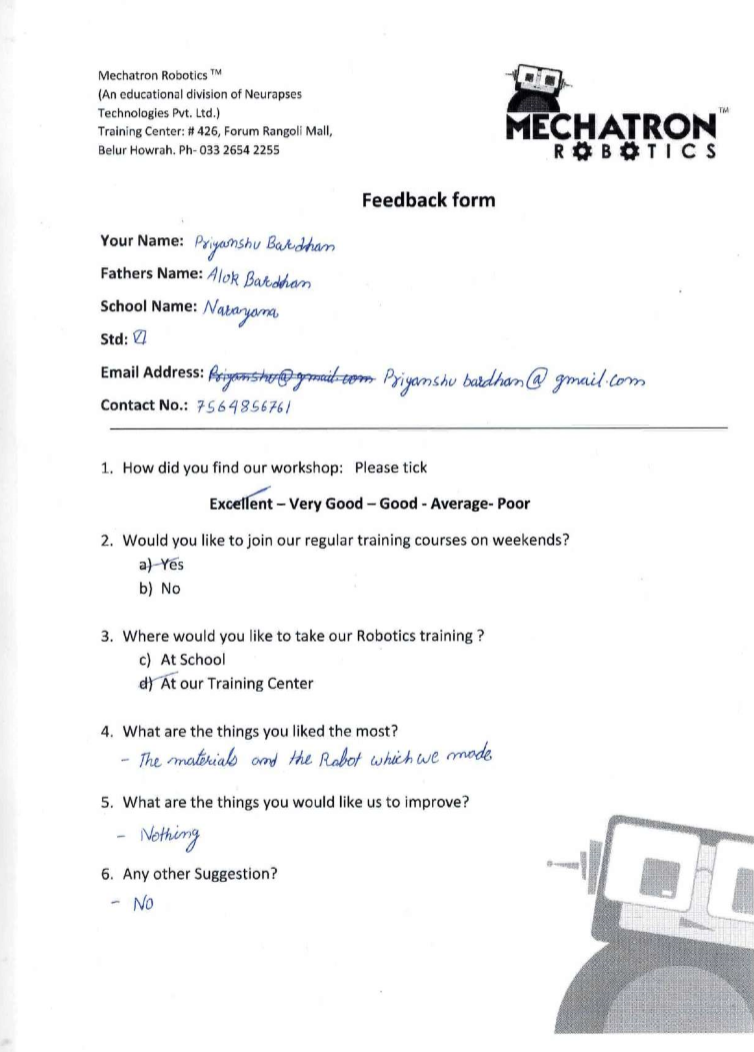 Mechatron Robotics ™
(An educational division of Neurapses
Technologies Pvt. Ltd.)
Training Center: # 426, Forum Rangoli Mall,
Belur Howrah. Ph- 033 2654 2255
MECHATRON™
ROBOTICS
Feedback form
Your Name: Priyanshu Bardhan
Fathers Name: Alok Bardhan
School Name: Narayana
Std: VI
Email Address: Priyanshu@gmail.com Priyanshu bardhan@gmail.com
Contact No.: 7564856761
1. How did you find our workshop: Please tick
Excellent – Very Good – Good - Average- Poor
2. Would you like to join our regular training courses on weekends?
a) Yes
b) No
3. Where would you like to take our Robotics training ?
c) At School
d) At our Training Center
4. What are the things you liked the most?
- The materials and the Robot which we made
5. What are the things you would like us to improve?
- Nothing
6. Any other Suggestion?
- No